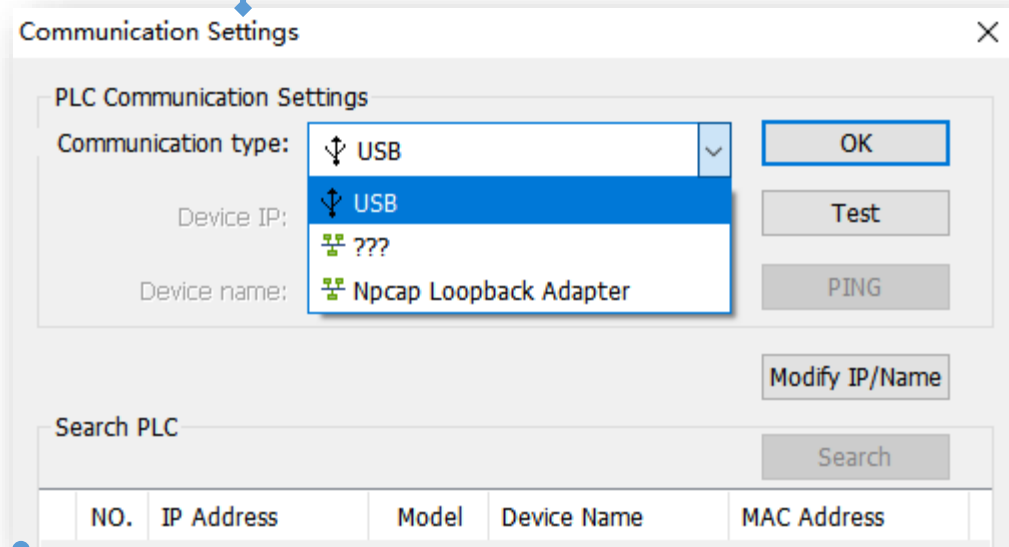 Communication Settings
PLC Communication Settings
Communication type: USB OK
USB
Device IP: Test
???
Device name: PING
Npcap Loopback Adapter
Modify IP/Name
Search PLC
Search
NO. IP Address Model Device Name MAC Address